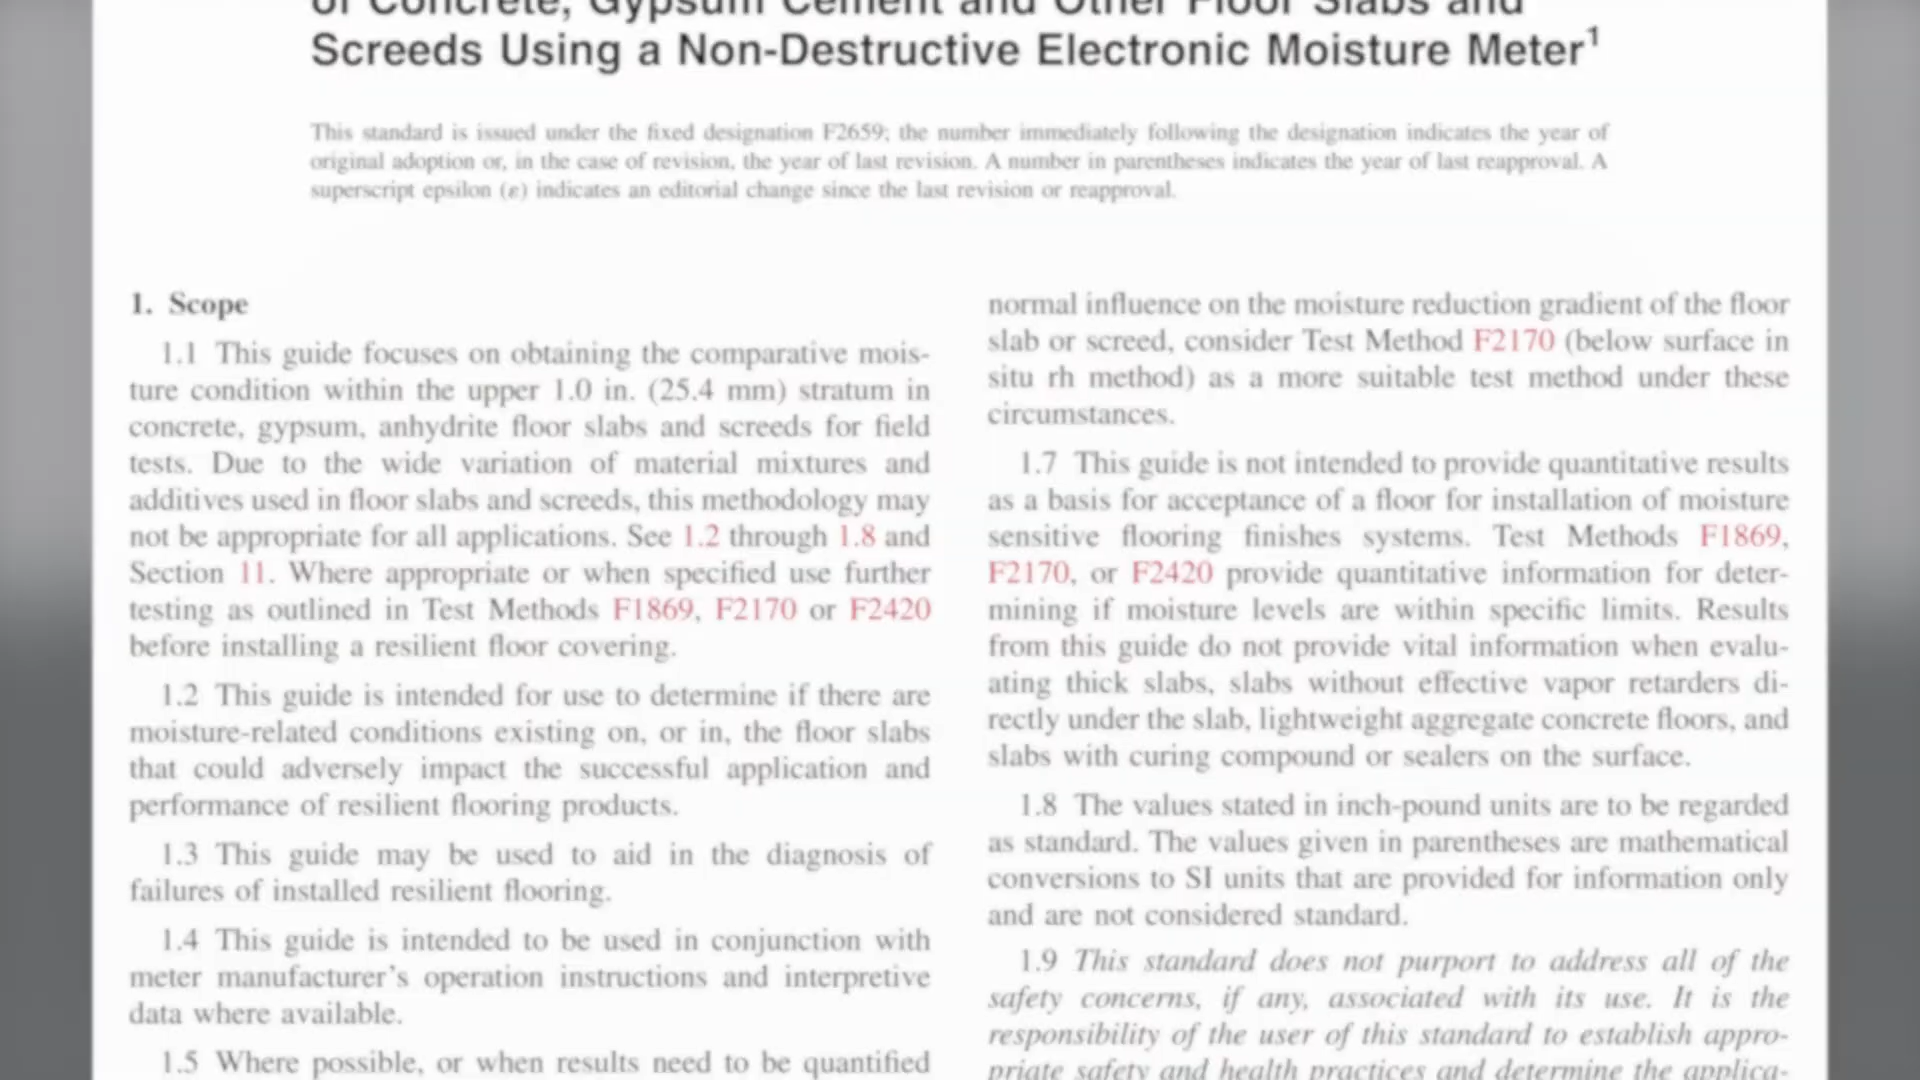 of Concrete, Gypsum Cement and Other Floor Slabs and
Screeds Using a Non-Destructive Electronic Moisture Meter¹
This standard is issued under the fixed designation F2659; the number immediately following the designation indicates the year of
original adoption or, in the case of revision, the year of last revision. A number in parentheses indicates the year of last reapproval. A
superscript epsilon (ε) indicates an editorial change since the last revision or reapproval.
1. Scope
1.1 This guide focuses on obtaining the comparative mois-
ture condition within the upper 1.0 in. (25.4 mm) stratum in
concrete, gypsum, anhydrite floor slabs and screeds for field
tests. Due to the wide variation of material mixtures and
additives used in floor slabs and screeds, this methodology may
not be appropriate for all applications. See 1.2 through 1.8 and
Section 11. Where appropriate or when specified use further
testing as outlined in Test Methods F1869, F2170 or F2420
before installing a resilient floor covering.
1.2 This guide is intended for use to determine if there are
moisture-related conditions existing on, or in, the floor slabs
that could adversely impact the successful application and
performance of resilient flooring products.
1.3 This guide may be used to aid in the diagnosis of
failures of installed resilient flooring.
1.4 This guide is intended to be used in conjunction with
meter manufacturer's operation instructions and interpretive
data where available.
1.5 Where possible, or when results need to be quantified
normal influence on the moisture reduction gradient of the floor
slab or screed, consider Test Method F2170 (below surface in
situ rh method) as a more suitable test method under these
circumstances.
1.7 This guide is not intended to provide quantitative results
as a basis for acceptance of a floor for installation of moisture
sensitive flooring finishes systems. Test Methods F1869,
F2170, or F2420 provide quantitative information for deter-
mining if moisture levels are within specific limits. Results
from this guide do not provide vital information when evalu-
ating thick slabs, slabs without effective vapor retarders di-
rectly under the slab, lightweight aggregate concrete floors, and
slabs with curing compound or sealers on the surface.
1.8 The values stated in inch-pound units are to be regarded
as standard. The values given in parentheses are mathematical
conversions to SI units that are provided for information only
and are not considered standard.
1.9 This standard does not purport to address all of the
safety concerns, if any, associated with its use. It is the
responsibility of the user of this standard to establish appro-
priate safety and health practices and determine the applica-